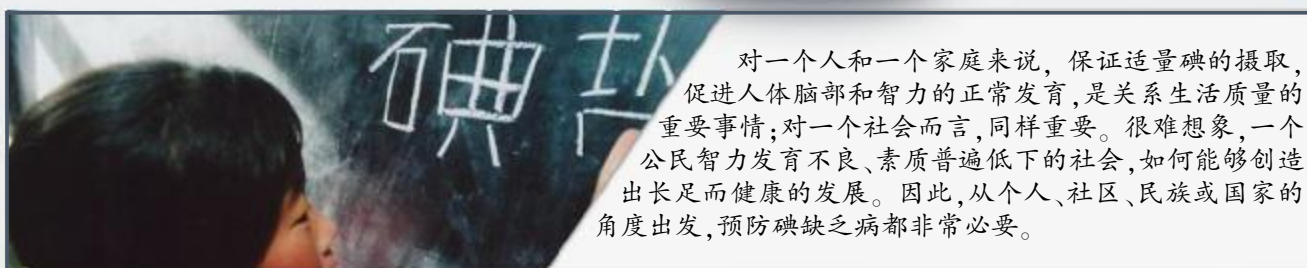 碘盐
对一个人和一个家庭来说，保证适量碘的摄取，
促进人体脑部和智力的正常发育，是关系生活质量的
重要事情；对一个社会而言，同样重要。很难想象，一个
公民智力发育不良、素质普遍低下的社会，如何能够创造
出长足而健康的发展。因此，从个人、社区、民族或国家的
角度出发，预防碘缺乏病都非常必要。